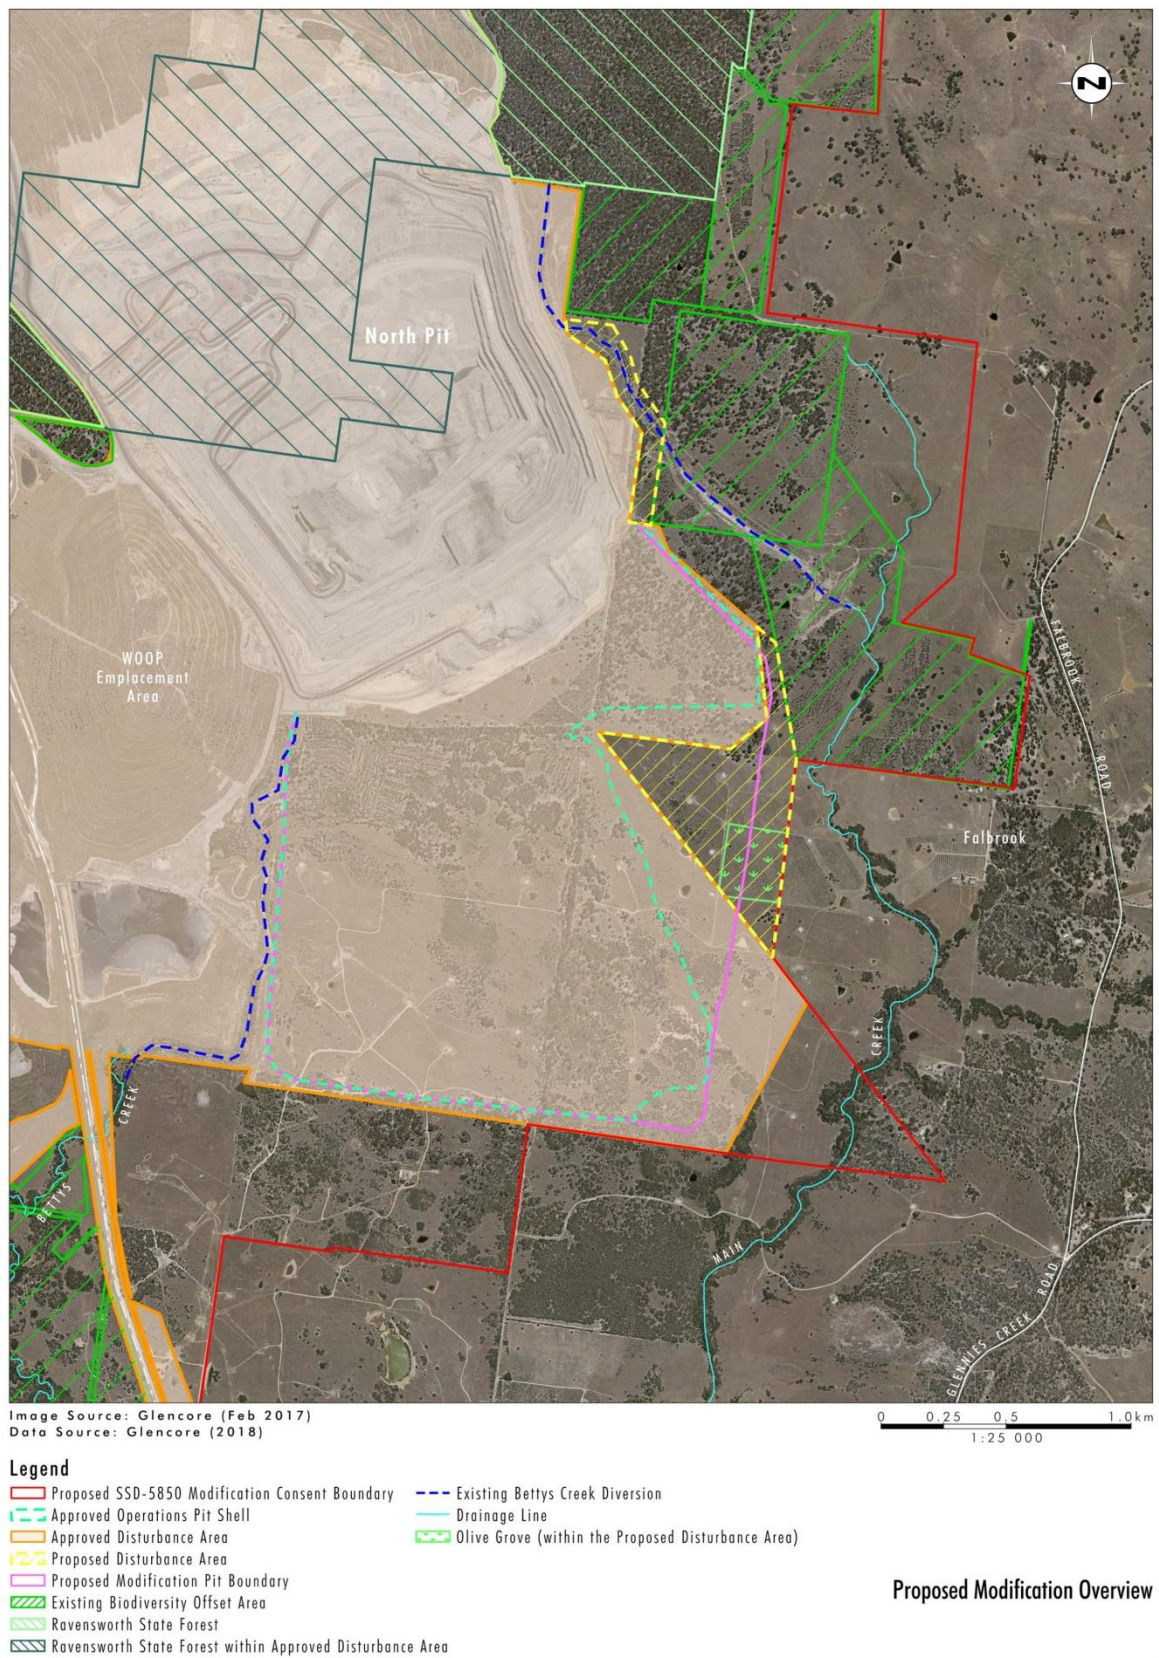 N
North Pit
WOOP
Emplacement
Area
FALBROOK
ROAD
Falbrook
CREEK
CREEK
BETTYS
MAIN
ROAD
GLENNIES CREEK
Image Source: Glencore (Feb 2017)
Data Source: Glencore (2018)
0 0.25 0.5 1.0km
1:25 000
Legend
Proposed SSD-5850 Modification Consent Boundary
Approved Operations Pit Shell
Approved Disturbance Area
Proposed Disturbance Area
Proposed Modification Pit Boundary
Existing Biodiversity Offset Area
Ravensworth State Forest
Ravensworth State Forest within Approved Disturbance Area
Existing Bettys Creek Diversion
Drainage Line
Olive Grove (within the Proposed Disturbance Area)
Proposed Modification Overview